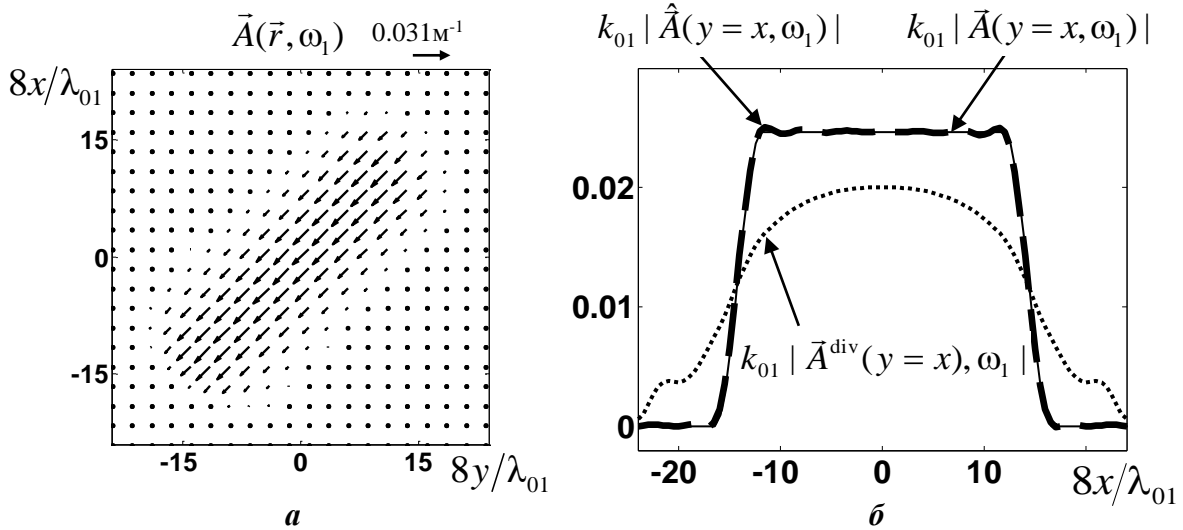 A⃗(r⃗, ω₁) 0.031м⁻¹
8x/λ₀₁
15
0
-15
-15 0 15 8y/λ₀₁
а
k₀₁ | Â⃗(y = x, ω₁) | k₀₁ | A⃗(y = x, ω₁) |
0.02
0.01
k₀₁ | A⃗ᵈⁱᵛ(y = x), ω₁ |
0
-20 -10 0 10 8x/λ₀₁
б